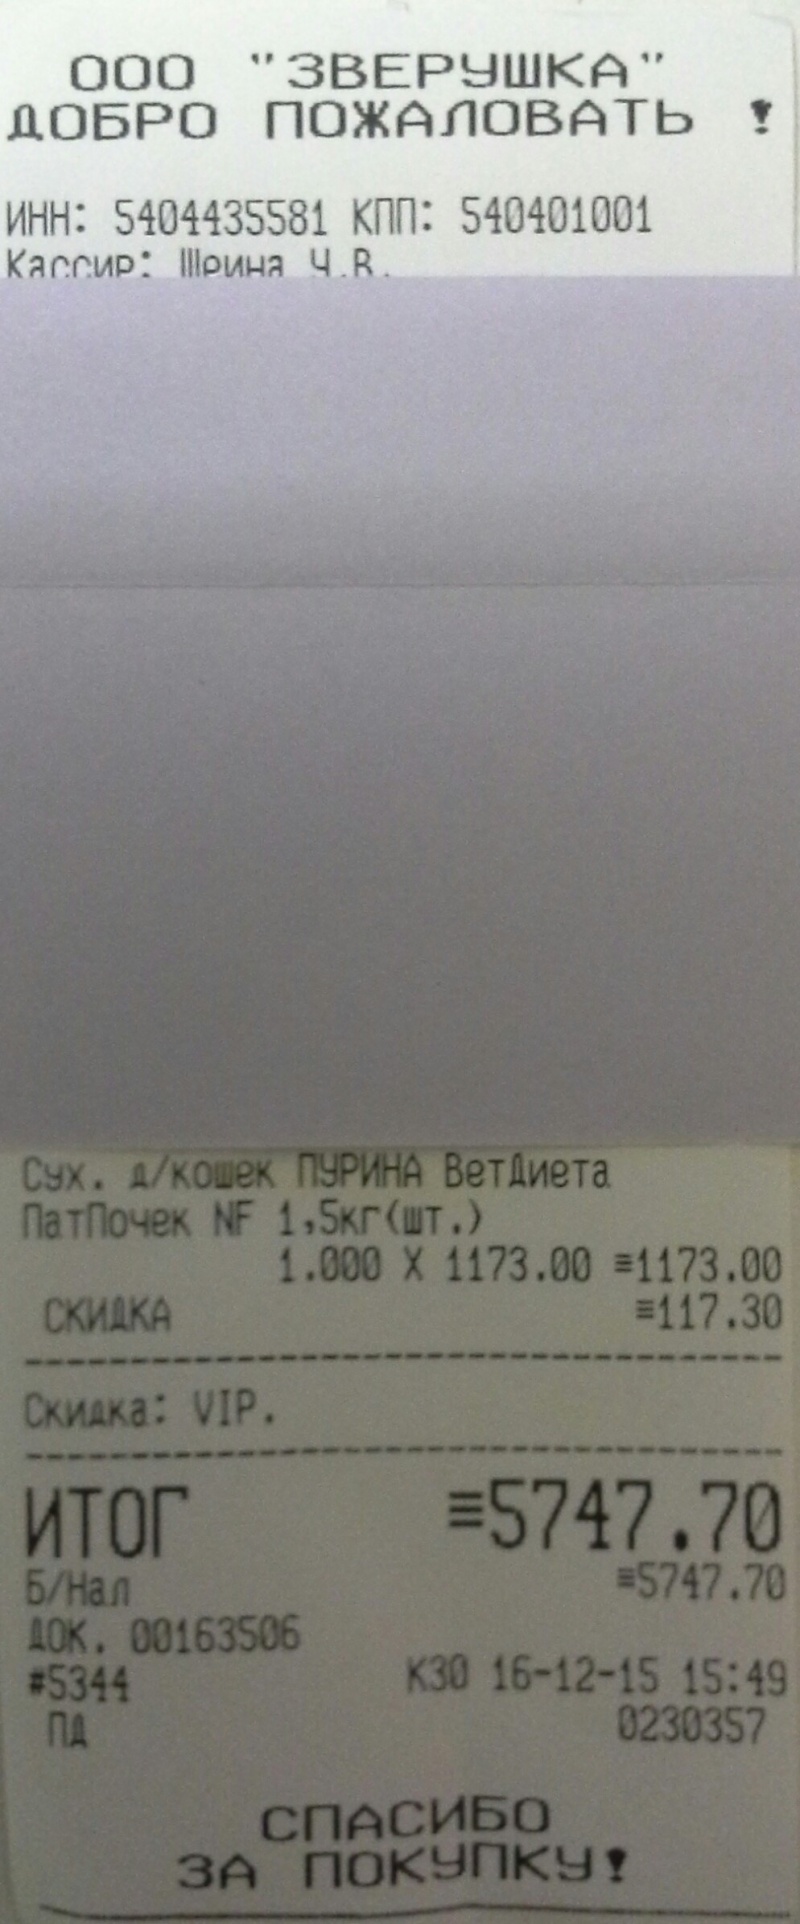 ООО "ЗВЕРУШКА"
ДОБРО ПОЖАЛОВАТЬ !
ИНН: 5404435581 КПП: 540401001
Кассир: Шрина Ч.В.
Сух. д/кошек ПУРИНА ВетДиета
ПатПочек NF 1,5кг(шт.)
1.000 X 1173.00 ≡1173.00
СКИДКА ≡117.30
Скидка: VIP.
ИТОГ ≡5747.70
Б/Нал ≡5747.70
ДОК. 00163506
#5344 К30 16-12-15 15:49
ПД 0230357
СПАСИБО
ЗА ПОКУПКУ!